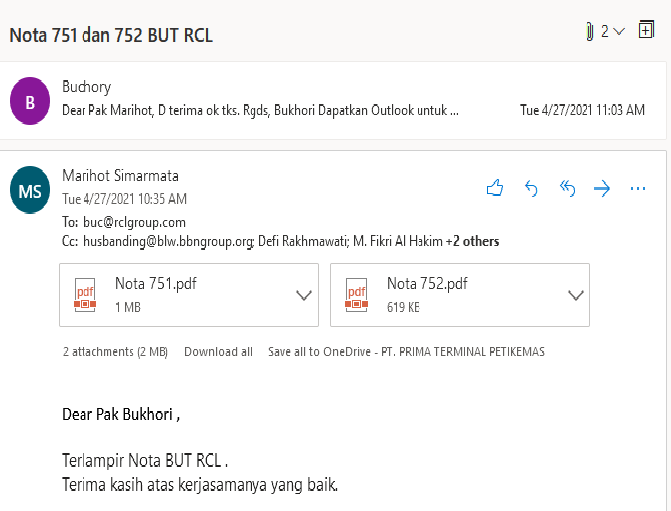 Nota 751 dan 752 BUT RCL
2
B
Buchory
Dear Pak Marihot, D terima ok tks. Rgds, Bukhori Dapatkan Outlook untuk ...
Tue 4/27/2021 11:03 AM
MS
Marihot Simarmata
Tue 4/27/2021 10:35 AM
To: buc@rclgroup.com
Cc: husbanding@blw.bbngroup.org; Defi Rakhmawati; M. Fikri Al Hakim +2 others
pdf
Nota 751.pdf
1 MB
pdf
Nota 752.pdf
619 KB
2 attachments (2 MB) Download all Save all to OneDrive - PT. PRIMA TERMINAL PETIKEMAS
Dear Pak Bukhori ,
Terlampir Nota BUT RCL .
Terima kasih atas kerjasamanya yang baik.